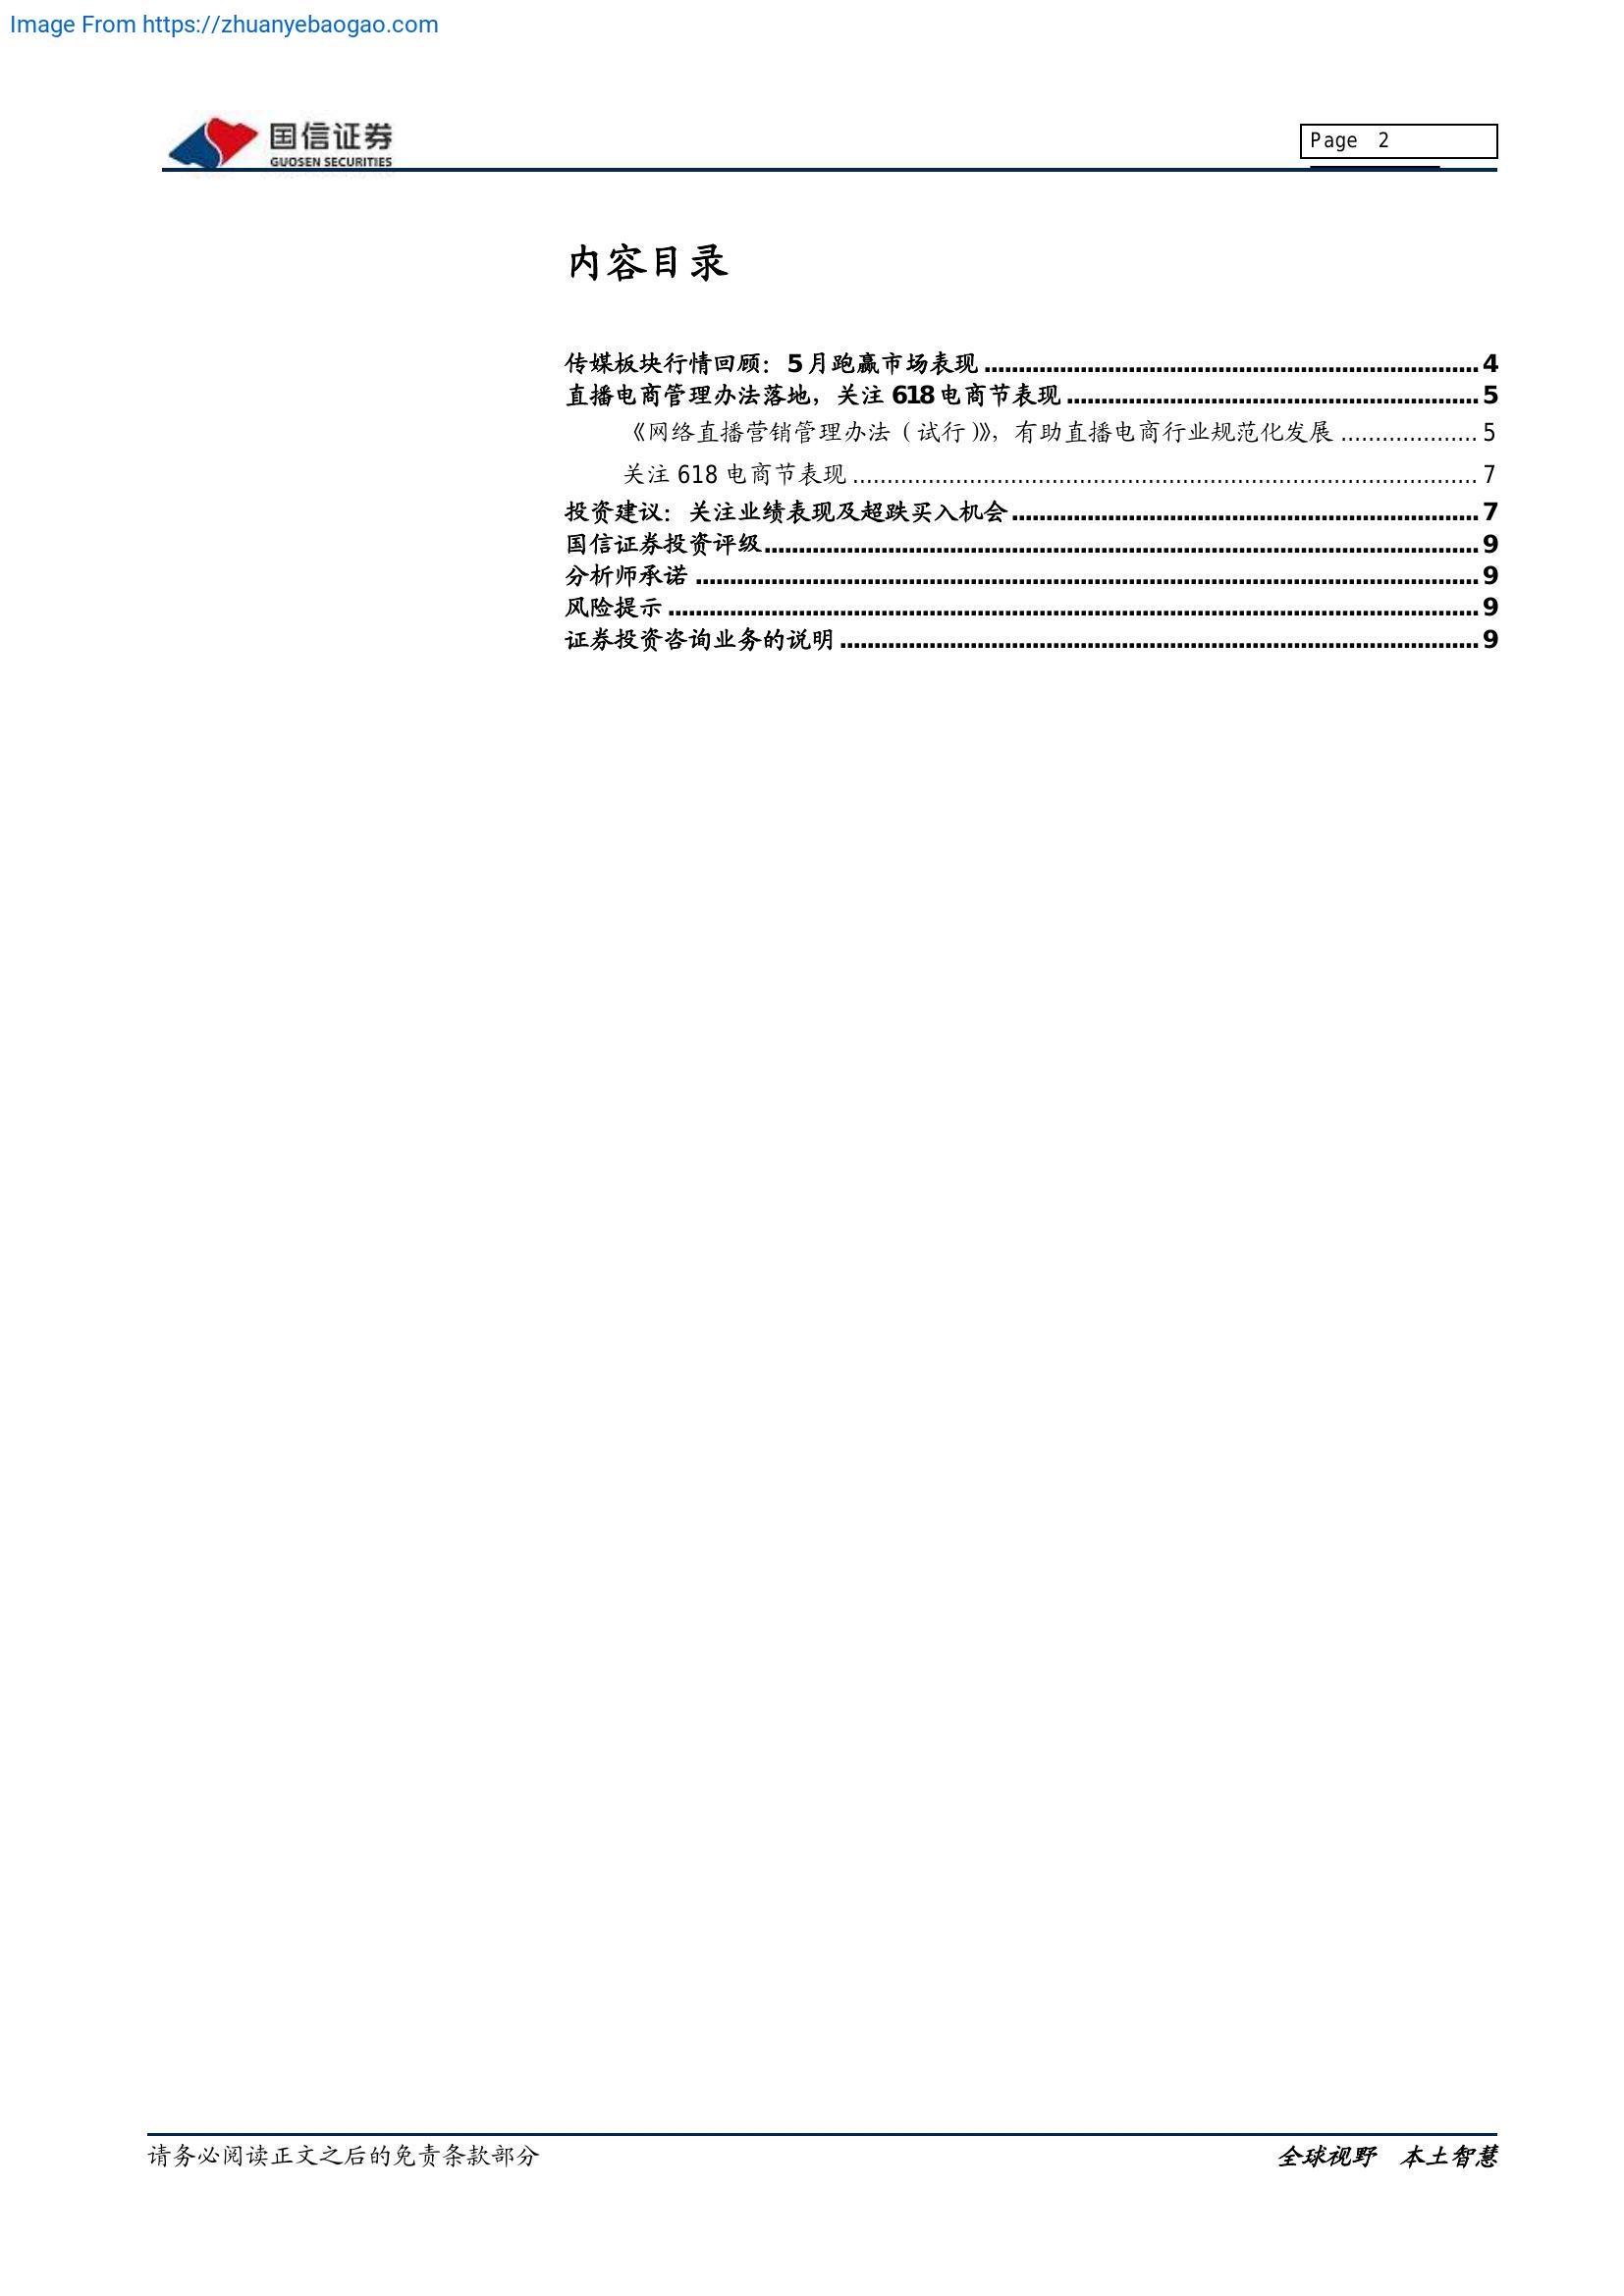 Image From https://zhuanyebaogao.com
国信证券
GUOSEN SECURITIES
Page 2
内容目录
传媒板块行情回顾：5月跑赢市场表现 ........................................................................ 4
直播电商管理办法落地，关注 618 电商节表现 ............................................................ 5
《网络直播营销管理办法（试行）》，有助直播电商行业规范化发展 .................... 5
关注 618 电商节表现 ........................................................................................... 7
投资建议：关注业绩表现及超跌买入机会 .................................................................... 7
国信证券投资评级 ........................................................................................................ 9
分析师承诺 .................................................................................................................. 9
风险提示 ...................................................................................................................... 9
证券投资咨询业务的说明 ............................................................................................. 9
请务必阅读正文之后的免责条款部分
全球视野 本土智慧